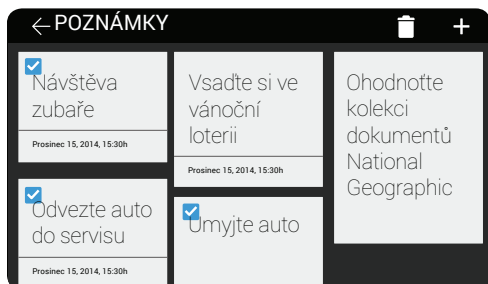 POZNÁMKY
Návštěva
zubaře
Prosinec 15, 2014, 15:30h
Odvezte auto
do servisu
Prosinec 15, 2014, 15:30h
Vsaďte si ve
vánoční
loterii
Prosinec 15, 2014, 15:30h
Umyjte auto
Ohodnoťte
kolekci
dokumentů
National
Geographic